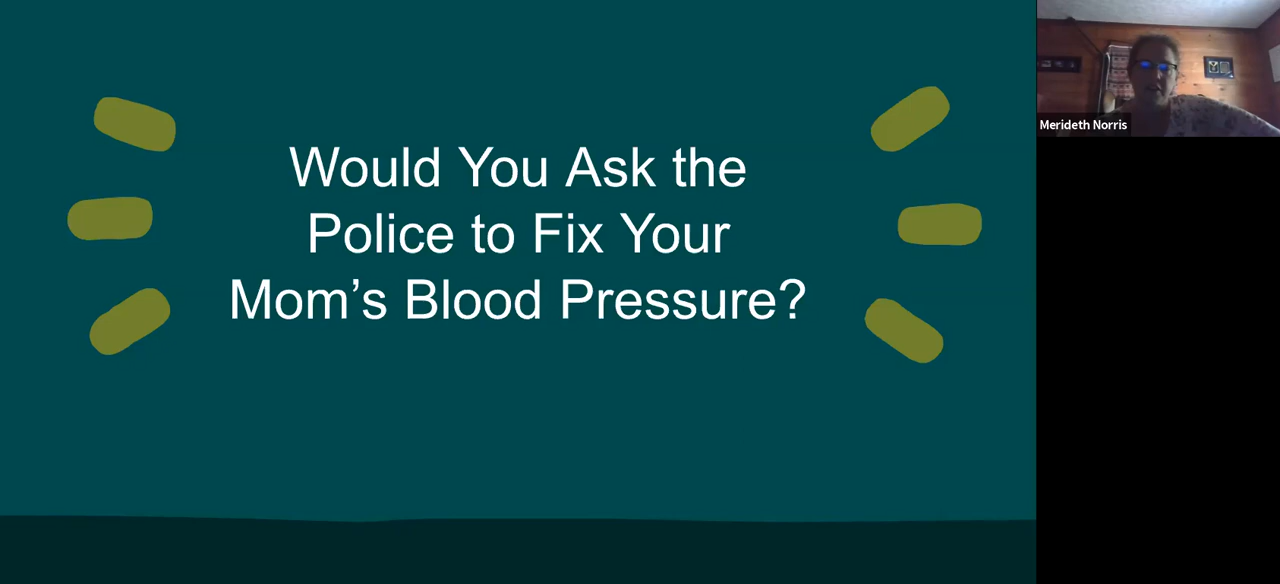 Would You Ask the
Police to Fix Your
Mom’s Blood Pressure?
Merideth Norris